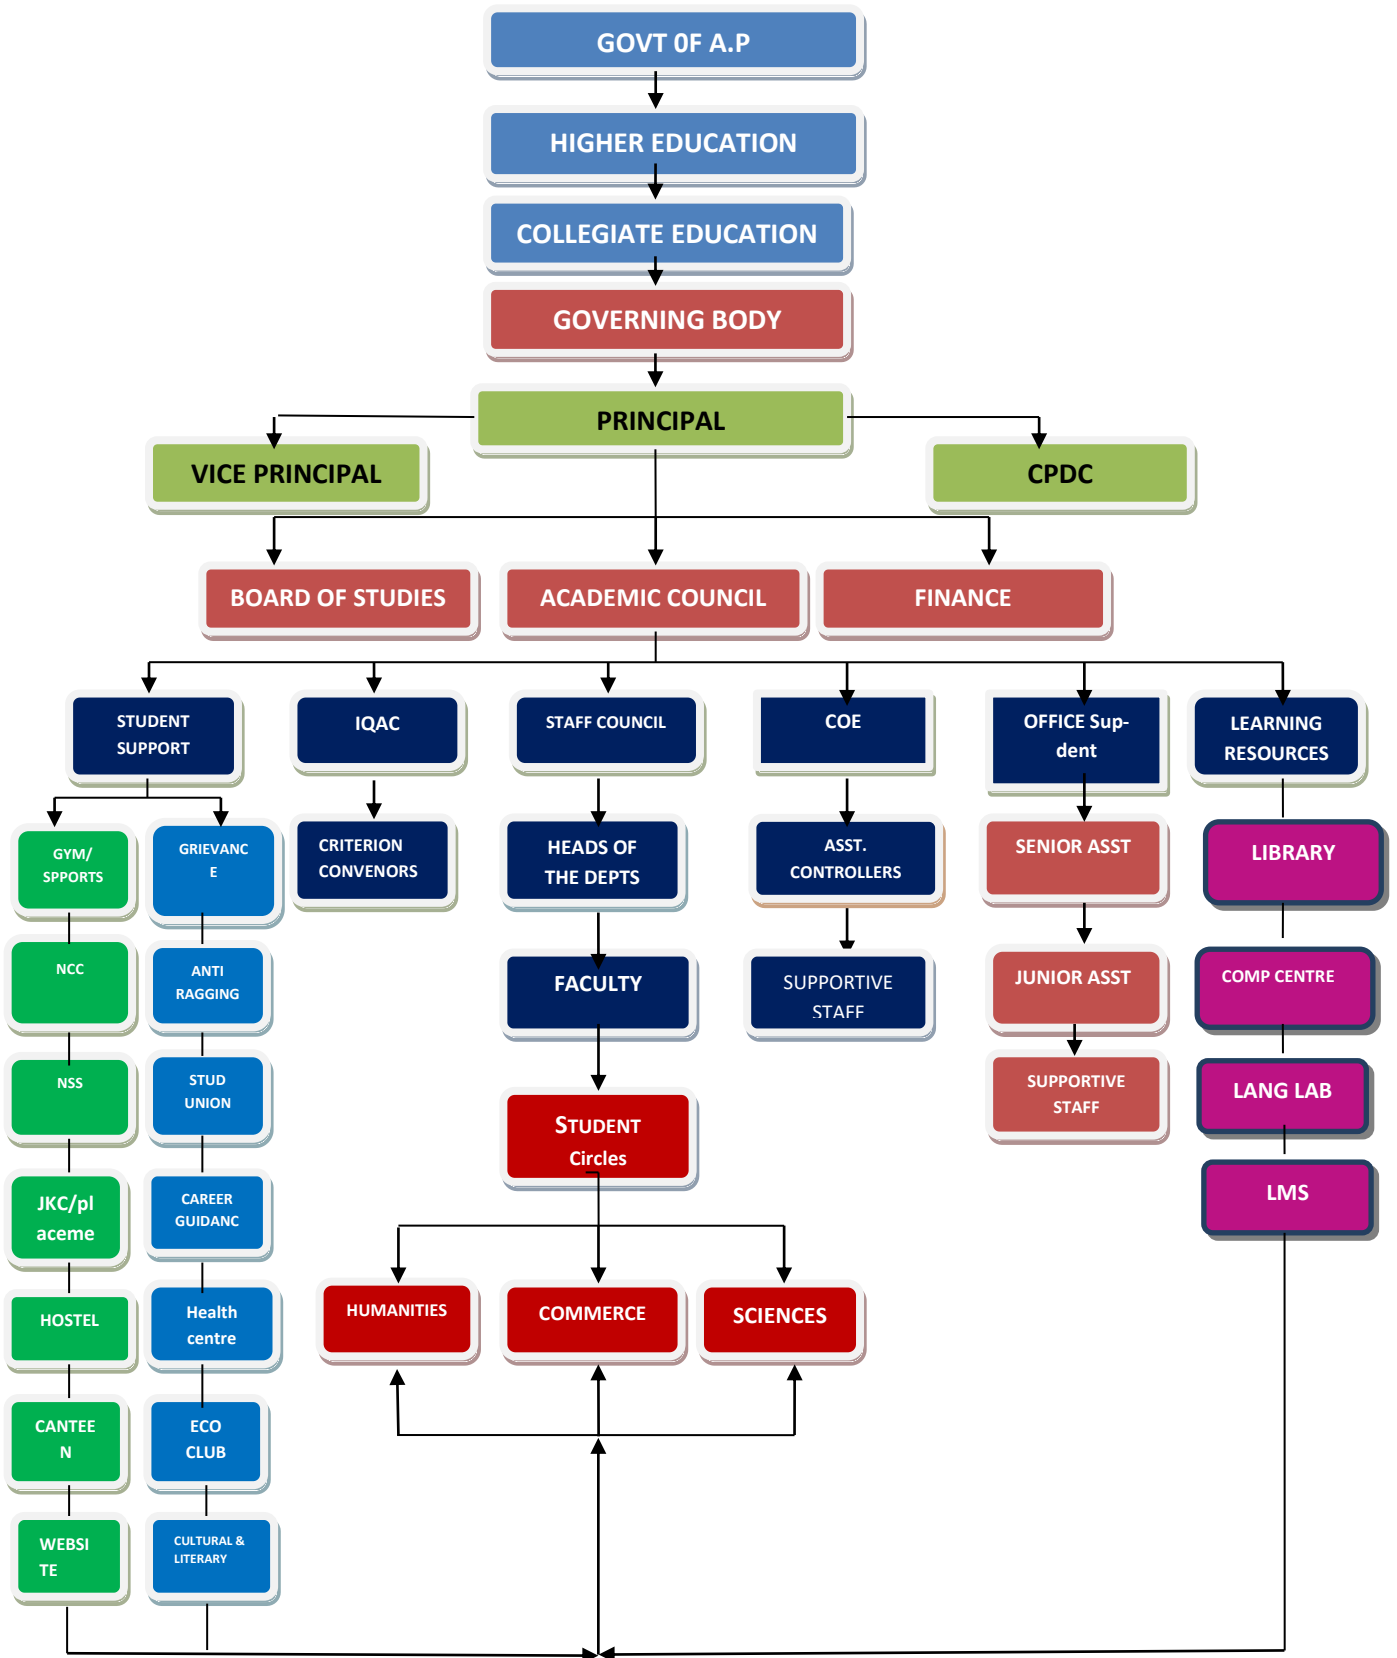 GOVT 0F A.P
HIGHER EDUCATION
COLLEGIATE EDUCATION
GOVERNING BODY
PRINCIPAL
VICE PRINCIPAL
CPDC
BOARD OF STUDIES
ACADEMIC COUNCIL
FINANCE
STUDENT
SUPPORT
IQAC
STAFF COUNCIL
COE
OFFICE Sup-
dent
LEARNING
RESOURCES
GYM/
SPPORTS
GRIEVANC
E
CRITERION
CONVENORS
HEADS OF
THE DEPTS
ASST.
CONTROLLERS
SENIOR ASST
LIBRARY
NCC
ANTI
RAGGING
FACULTY
SUPPORTIVE
STAFF
JUNIOR ASST
COMP CENTRE
NSS
STUD
UNION
STUDENT
Circles
SUPPORTIVE
STAFF
LANG LAB
JKC/pl
aceme
CAREER
GUIDANC
LMS
HOSTEL
Health
centre
HUMANITIES
COMMERCE
SCIENCES
CANTEE
N
ECO
CLUB
WEBSI
TE
CULTURAL &
LITERARY